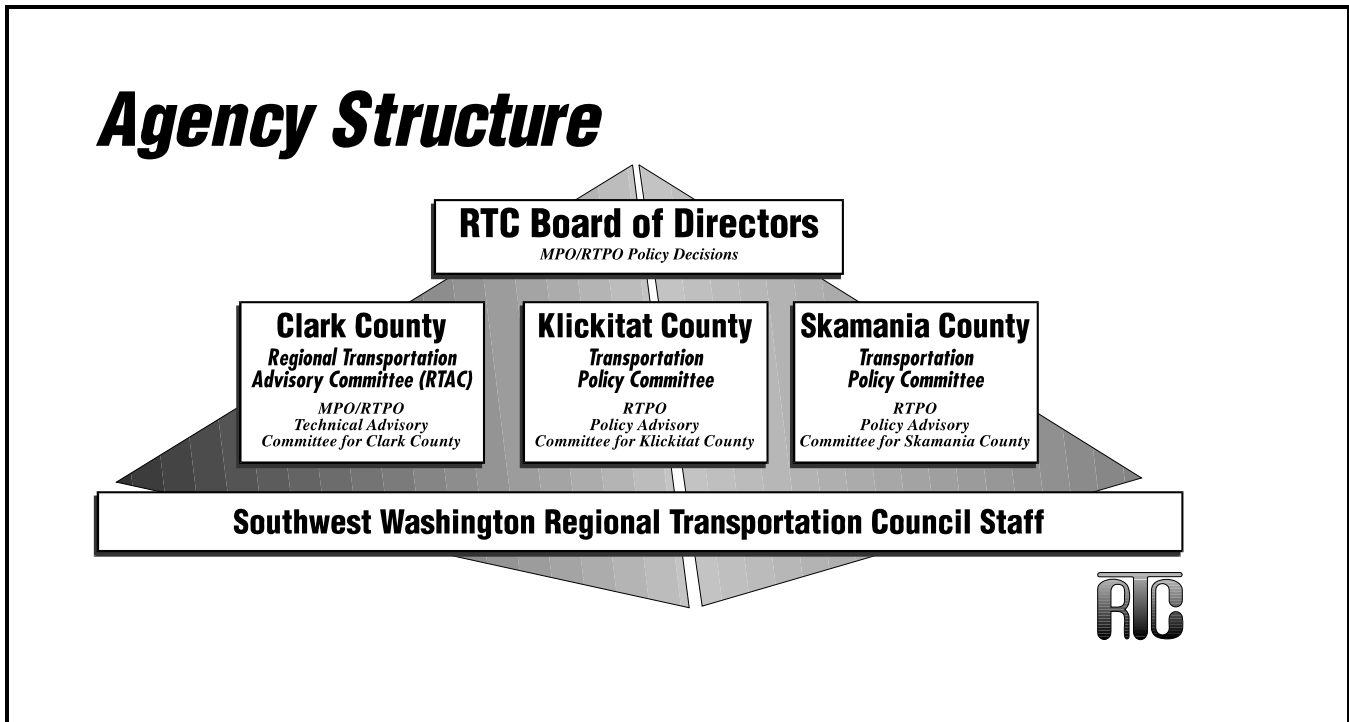 Agency Structure
RTC Board of Directors
MPO/RTPO Policy Decisions
Clark County
Regional Transportation
Advisory Committee (RTAC)
MPO/RTPO
Technical Advisory
Committee for Clark County
Klickitat County
Transportation
Policy Committee
RTPO
Policy Advisory
Committee for Klickitat County
Skamania County
Transportation
Policy Committee
RTPO
Policy Advisory
Committee for Skamania County
Southwest Washington Regional Transportation Council Staff
RTC